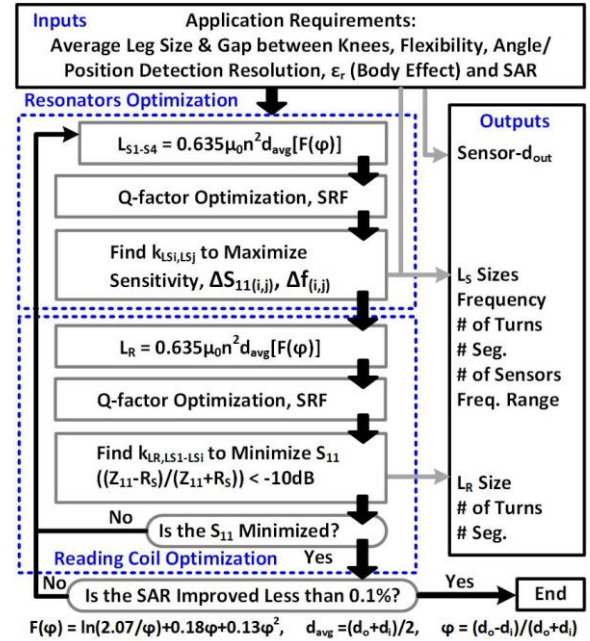 Inputs
Application Requirements:
Average Leg Size & Gap between Knees, Flexibility, Angle/
Position Detection Resolution, εr (Body Effect) and SAR
Resonators Optimization
LS1-S4 = 0.635μ0n²davg[F(φ)]
Q-factor Optimization, SRF
Find kLSi,LSj to Maximize
Sensitivity, ΔS11(i,j), Δf(i,j)
LR = 0.635μ0n²davg[F(φ)]
Q-factor Optimization, SRF
Find kLR,LS1-LSi to Minimize S11
((Z11-RS)/(Z11+RS)) < -10dB
No
Is the S11 Minimized?
Reading Coil Optimization
Yes
Outputs
Sensor-dout
LS Sizes
Frequency
# of Turns
# Seg.
# of Sensors
Freq. Range
LR Size
# of Turns
# Seg.
No
Is the SAR Improved Less than 0.1%?
Yes
End
F(φ) = ln(2.07/φ)+0.18φ+0.13φ², davg =(do+di)/2, φ = (do-di)/(do+di)